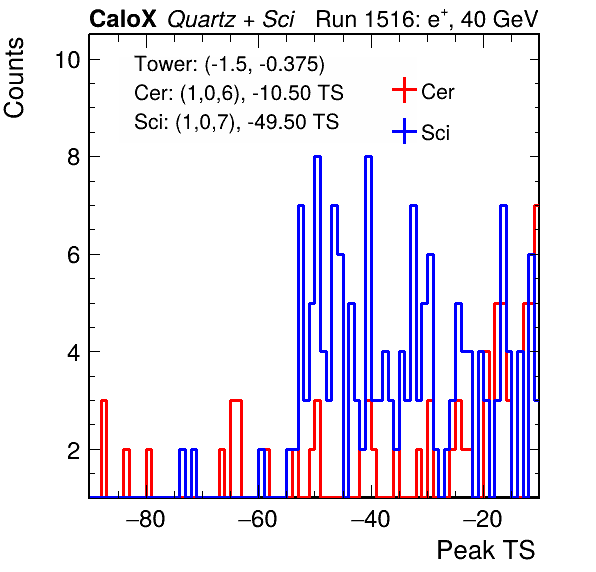 CaloX Quartz + Sci Run 1516: e⁺, 40 GeV
Counts
Tower: (-1.5, -0.375)
Cer: (1,0,6), -10.50 TS
Sci: (1,0,7), -49.50 TS
Cer
Sci
10
8
6
4
2
−80 −60 −40 −20
Peak TS